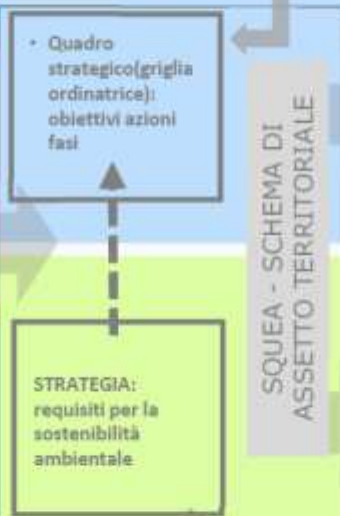 • Quadro
strategico(griglia
ordinatrice):
obiettivi azioni
fasi
SQUEA - SCHEMA DI
ASSETTO TERRITORIALE
STRATEGIA:
requisiti per la
sostenibilità
ambientale